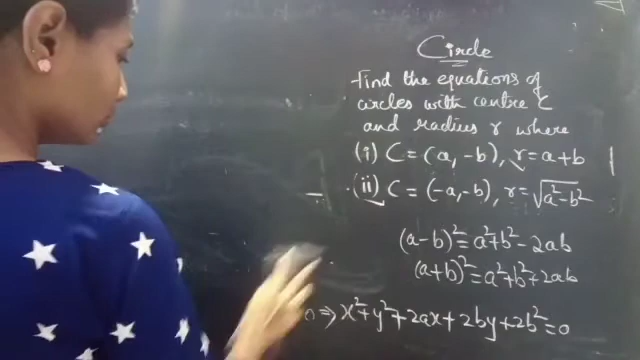 Circle
Find the equations of
circles with centre C
and radius r where
(i) C = (a, -b), r = a + b
(ii) C = (-a, -b), r = √(a² - b²)
(a - b)² = a² + b² - 2ab
(a + b)² = a² + b² + 2ab
0 ⇒ x² + y² + 2ax + 2by + 2b² = 0